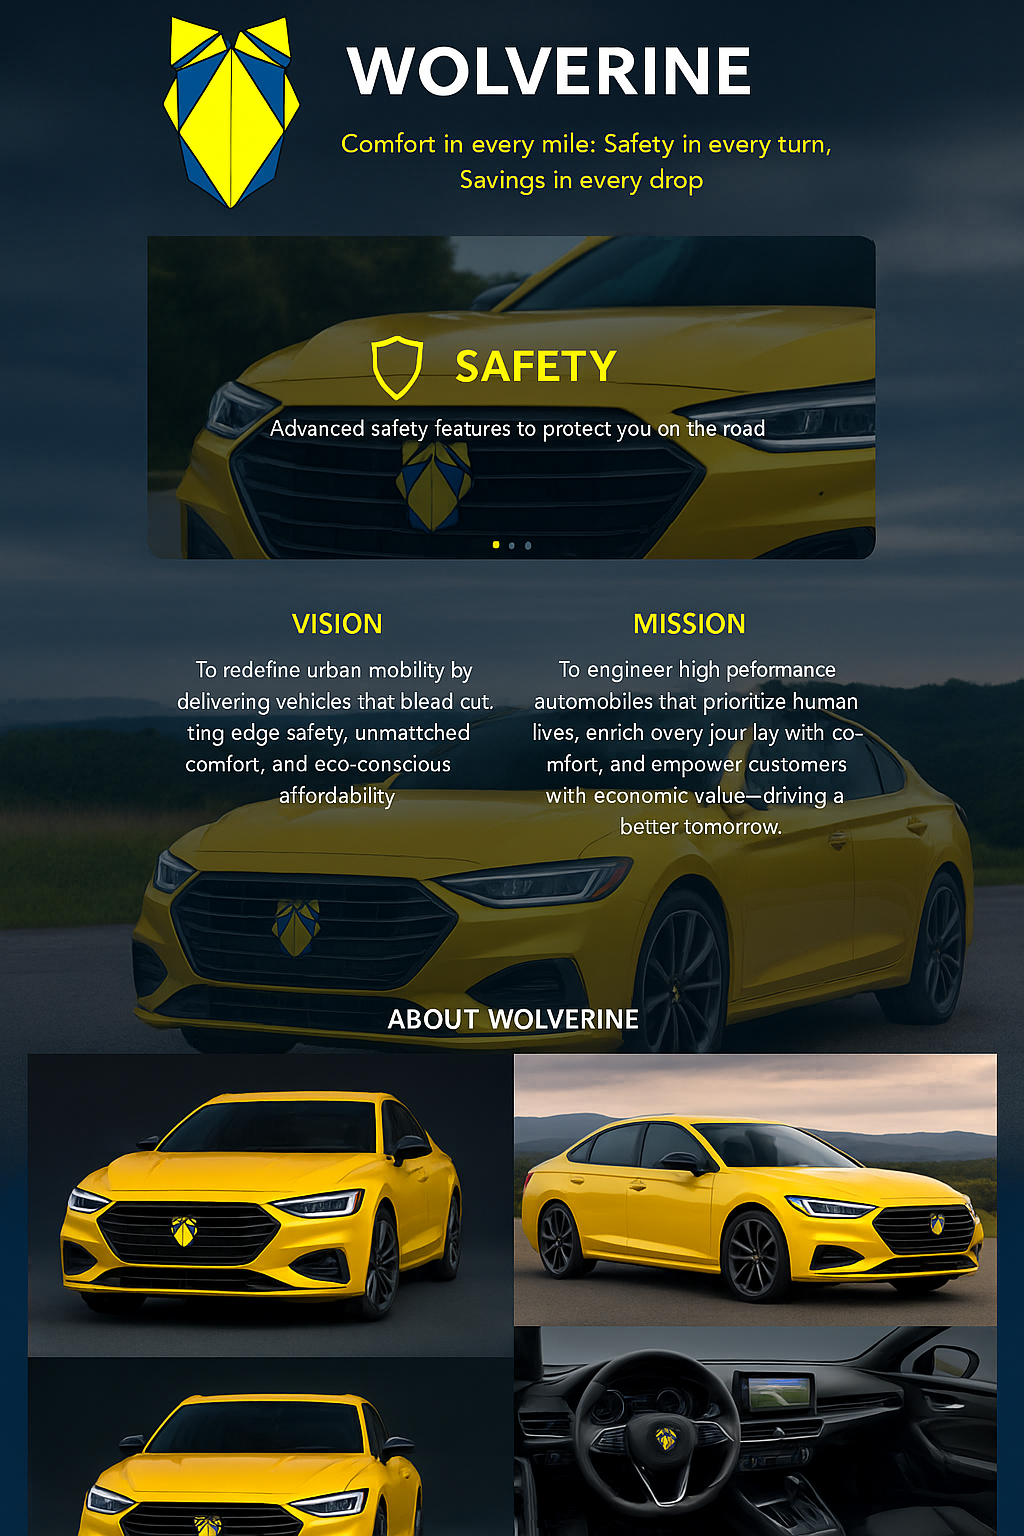 WOLVERINE
Comfort in every mile: Safety in every turn,
Savings in every drop
SAFETY
Advanced safety features to protect you on the road
VISION
To redefine urban mobility by
delivering vehicles that blead cut.
ting edge safety, unmattched
comfort, and eco-conscious
affordability
MISSION
To engineer high peformance
automobiles that prioritize human
lives, enrich overy jour lay with co–
mfort, and empower customers
with economic value—driving a
better tomorrow.
ABOUT WOLVERINE